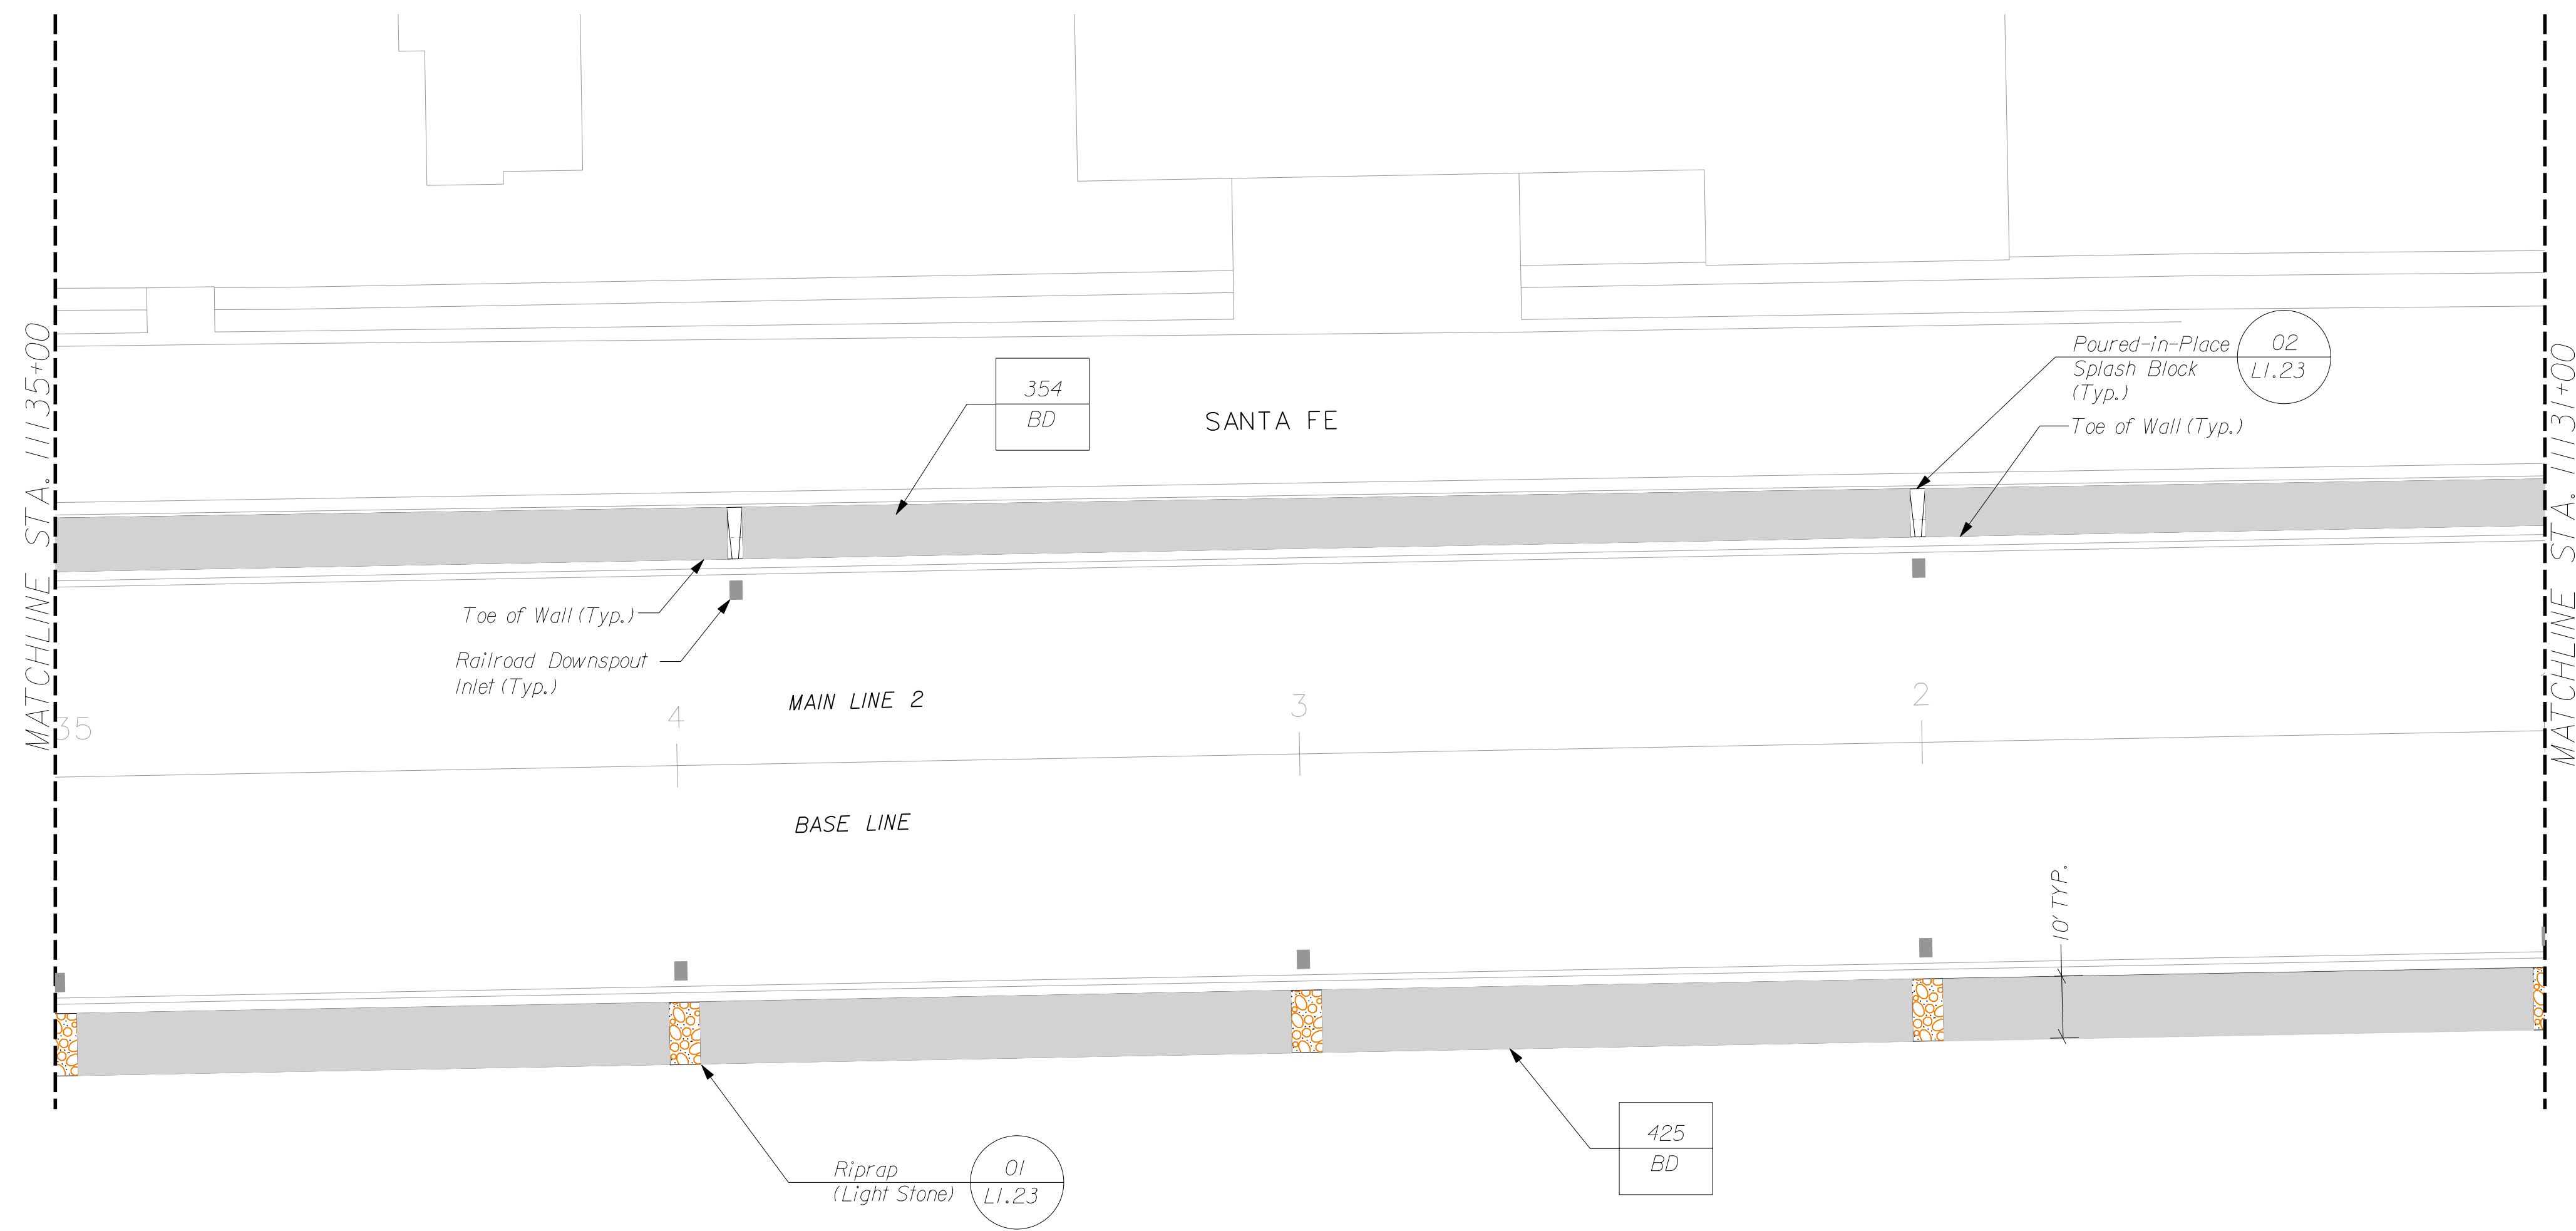 MATCHLINE STA. 11135+00
354
BD
SANTA FE
Poured-in-Place
Splash Block
(Typ.)
02
L1.23
Toe of Wall (Typ.)
MATCHLINE STA. 11131+00
Toe of Wall (Typ.)
Railroad Downspout
Inlet (Typ.)
MAIN LINE 2
35
4
3
2
BASE LINE
10' TYP.
Riprap
(Light Stone)
01
L1.23
425
BD